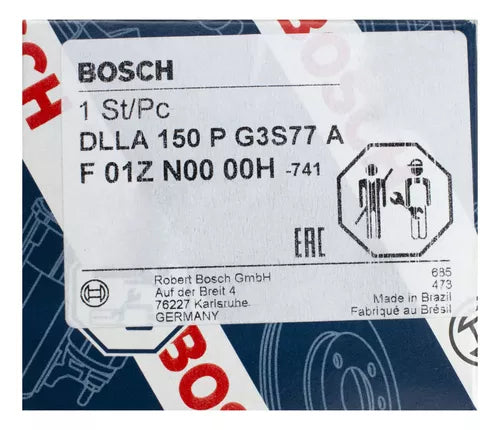 BOSCH
1 St/Pc
DLLA 150 P G3S77 A
F 01Z N00 00H -741
EAC
Robert Bosch GmbH
Auf der Breit 4
76227 Karlsruhe
GERMANY
685
473
Made in Brazil
Fabriqué au Brésil
BOSCH